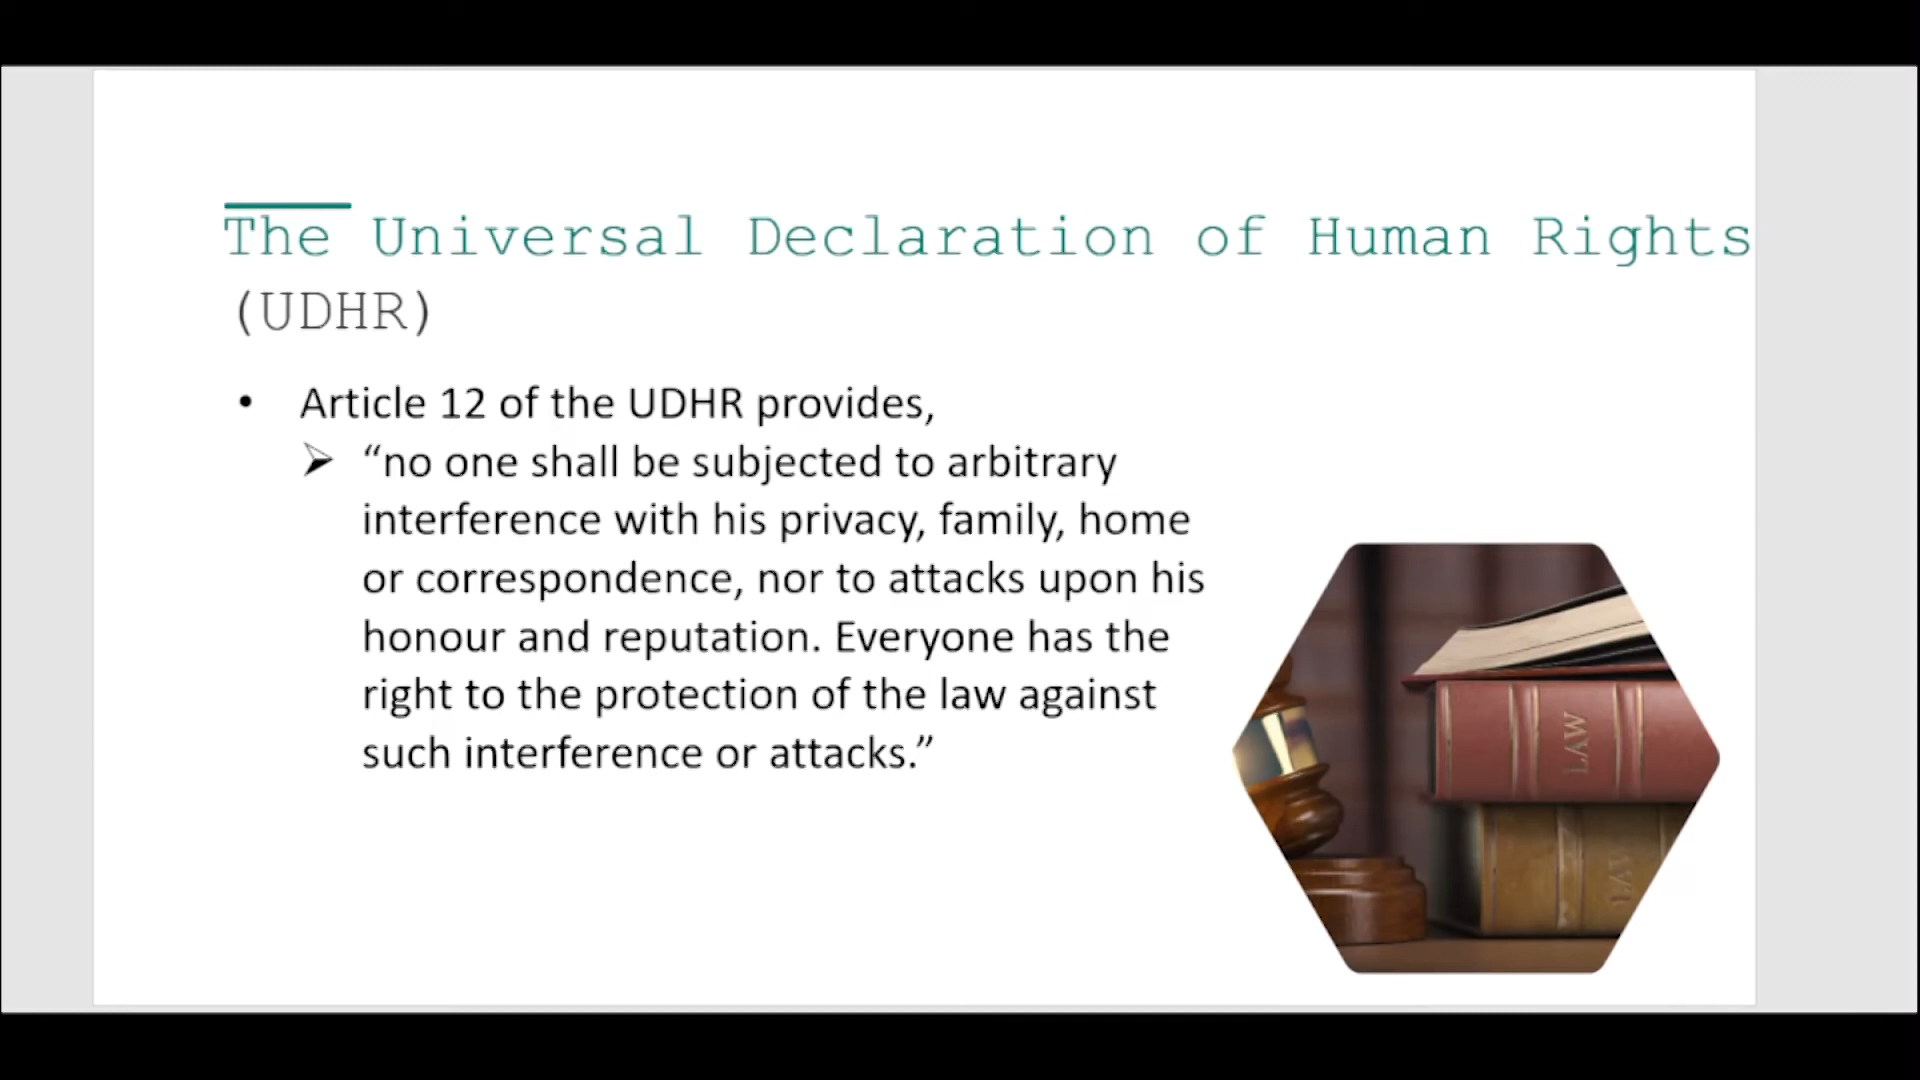 The Universal Declaration of Human Rights
(UDHR)
• Article 12 of the UDHR provides,
➢ “no one shall be subjected to arbitrary
interference with his privacy, family, home
or correspondence, nor to attacks upon his
honour and reputation. Everyone has the
right to the protection of the law against
such interference or attacks.”
LAW
LAW